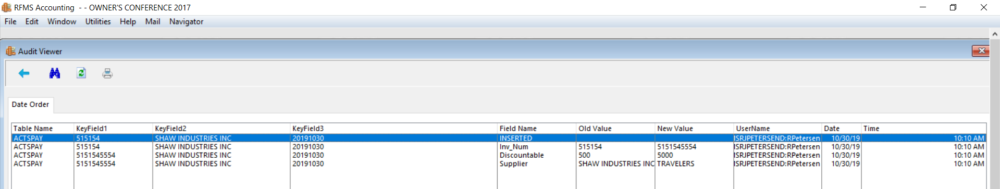 RFMS Accounting - - OWNER'S CONFERENCE 2017
File Edit Window Utilities Help Mail Navigator
Audit Viewer
Date Order
Table Name KeyField1 KeyField2 KeyField3 Field Name Old Value New Value UserName Date Time
ACTSPAY 515154 SHAW INDUSTRIES INC 20191030 INSERTED ISRJPETERSEND:RPetersen 10/30/19 10:10 AM
ACTSPAY 515154 SHAW INDUSTRIES INC 20191030 Inv_Num 515154 5151545554 ISRJPETERSEND:RPetersen 10/30/19 10:10 AM
ACTSPAY 5151545554 SHAW INDUSTRIES INC 20191030 Discountable 500 5000 ISRJPETERSEND:RPetersen 10/30/19 10:10 AM
ACTSPAY 5151545554 SHAW INDUSTRIES INC 20191030 Supplier SHAW INDUSTRIES INC TRAVELERS ISRJPETERSEND:RPetersen 10/30/19 10:10 AM